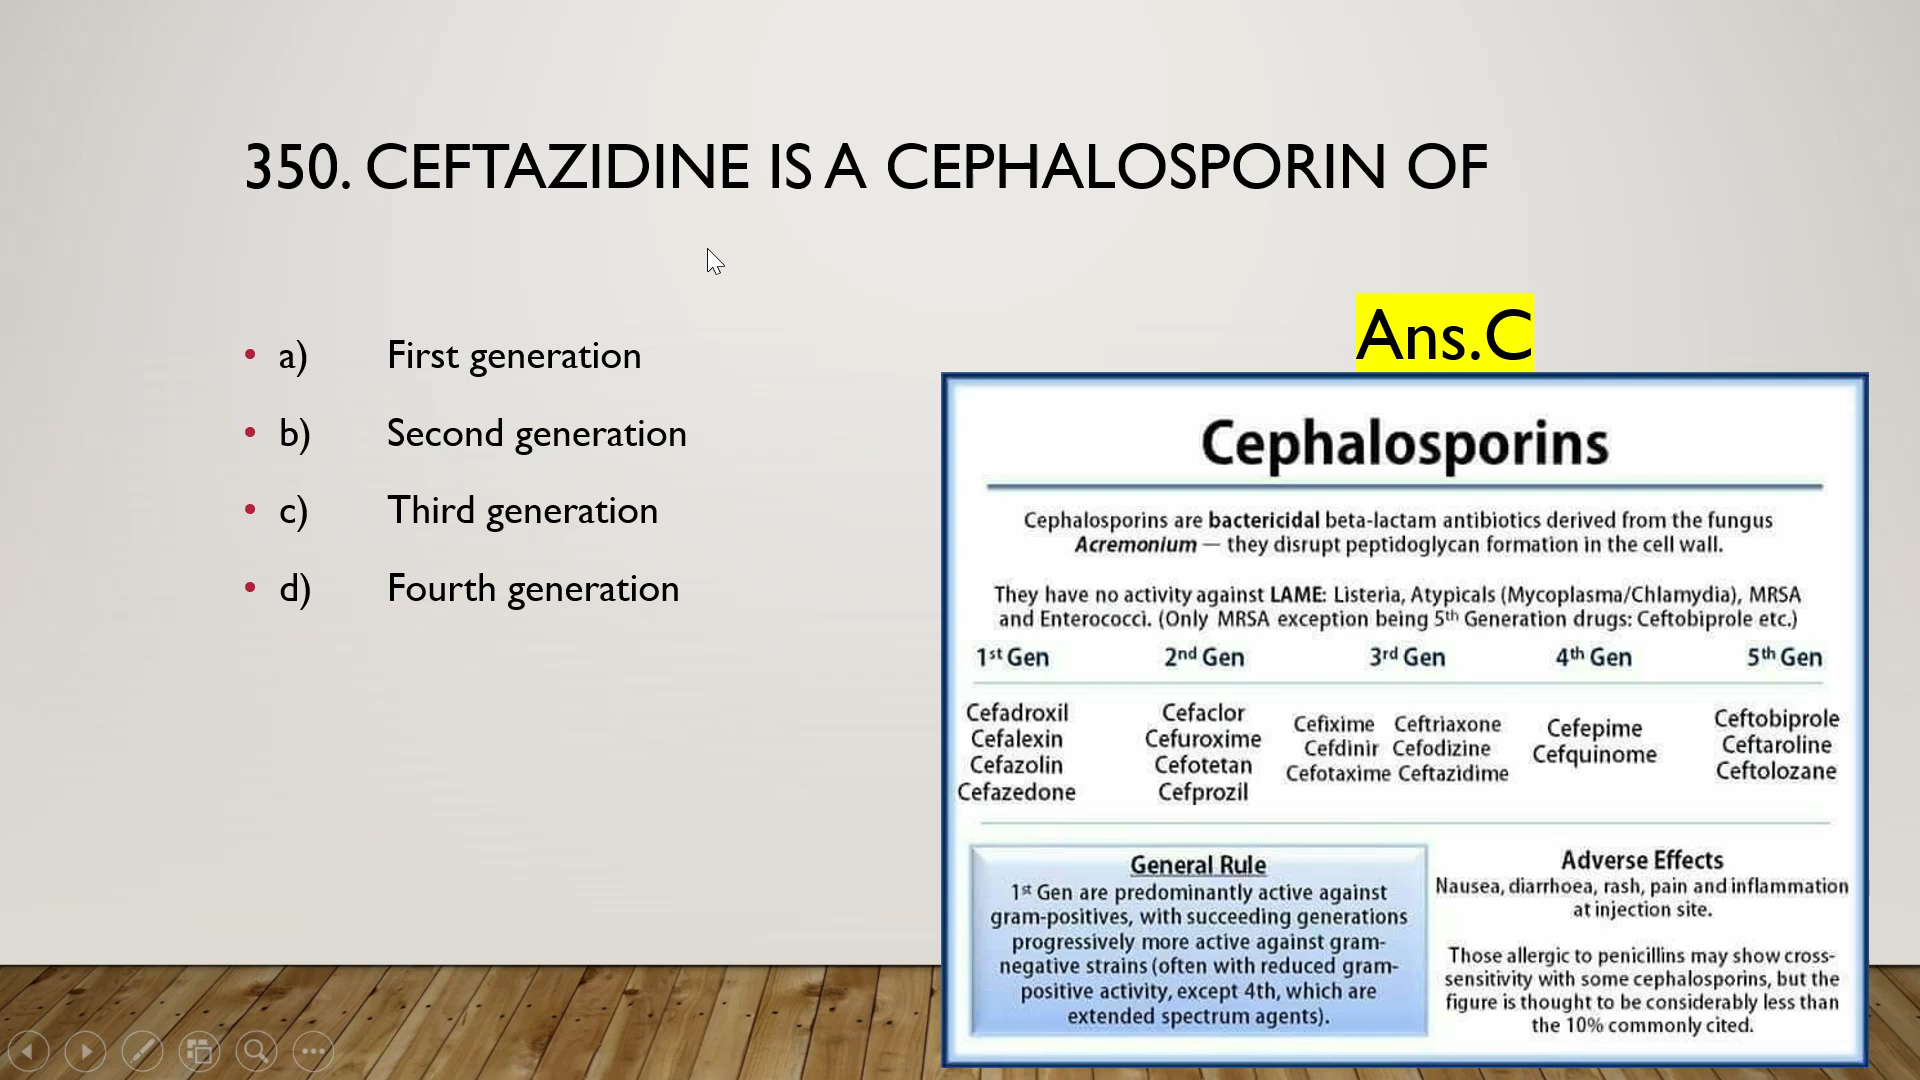 350. CEFTAZIDINE IS A CEPHALOSPORIN OF
• a) First generation
• b) Second generation
• c) Third generation
• d) Fourth generation
Ans.C
Cephalosporins
Cephalosporins are bactericidal beta-lactam antibiotics derived from the fungus
Acremonium — they disrupt peptidoglycan formation in the cell wall.
They have no activity against LAME: Listeria, Atypicals (Mycoplasma/Chlamydia), MRSA
and Enterococci. (Only MRSA exception being 5th Generation drugs: Ceftobiprole etc.)
1st Gen 2nd Gen 3rd Gen 4th Gen 5th Gen
Cefadroxil
Cefalexin
Cefazolin
Cefazedone
Cefaclor
Cefuroxime
Cefotetan
Cefprozil
Cefixime Ceftriaxone
Cefdinir Cefodizine
Cefotaxime Ceftazidime
Cefepime
Cefquinome
Ceftobiprole
Ceftaroline
Ceftolozane
General Rule
1st Gen are predominantly active against
gram-positives, with succeeding generations
progressively more active against gram-
negative strains (often with reduced gram-
positive activity, except 4th, which are
extended spectrum agents).
Adverse Effects
Nausea, diarrhoea, rash, pain and inflammation
at injection site.
Those allergic to penicillins may show cross-
sensitivity with some cephalosporins, but the
figure is thought to be considerably less than
the 10% commonly cited.